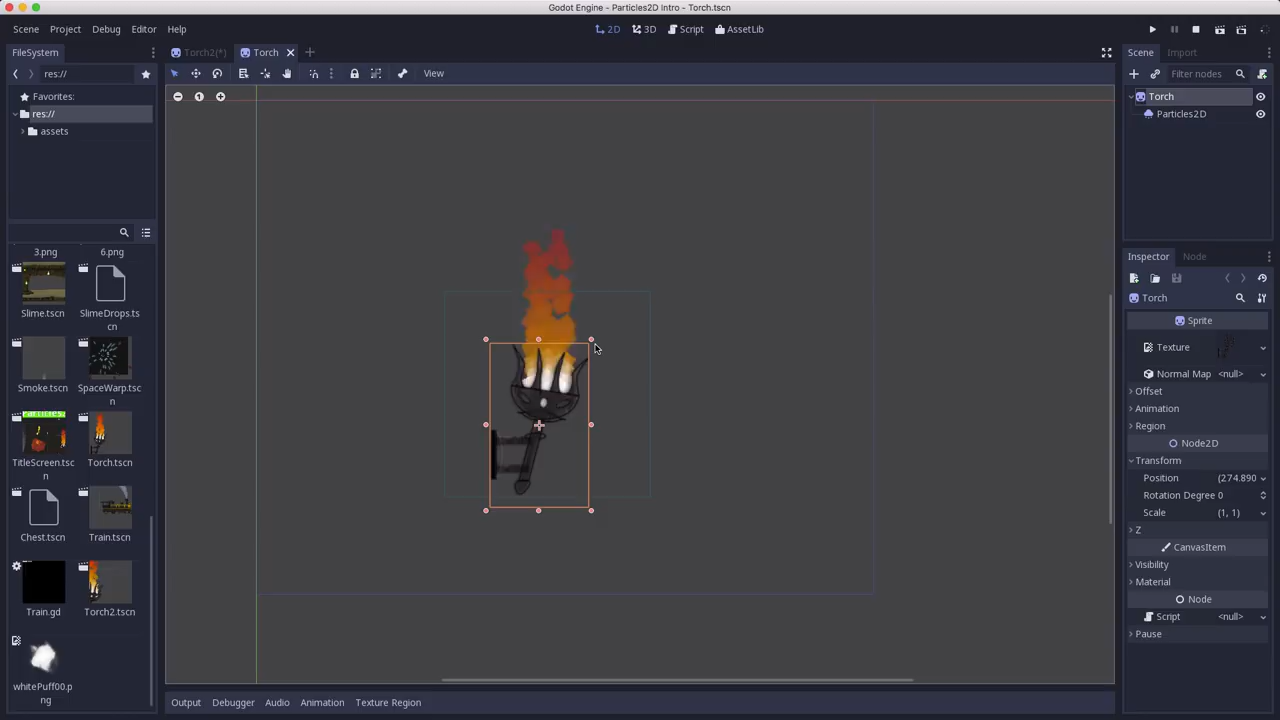 Godot Engine - Particles2D Intro - Torch.tscn
Scene Project Debug Editor Help
2D 3D Script AssetLib
FileSystem
Torch2(*) Torch
Scene Import
res://
View
Filter nodes
Favorites:
res://
assets
Torch
Particles2D
3.png 6.png
Slime.tscn SlimeDrops.tscn
Smoke.tscn SpaceWarp.tscn
TitleScreen.tscn Torch.tscn
Chest.tscn Train.tscn
Train.gd Torch2.tscn
whitePuff00.png
Inspector Node
Torch
Sprite
Texture
Normal Map <null>
Offset
Animation
Region
Node2D
Transform
Position (274.890
Rotation Degree 0
Scale (1, 1)
Z
CanvasItem
Visibility
Material
Node
Script <null>
Pause
Output Debugger Audio Animation Texture Region